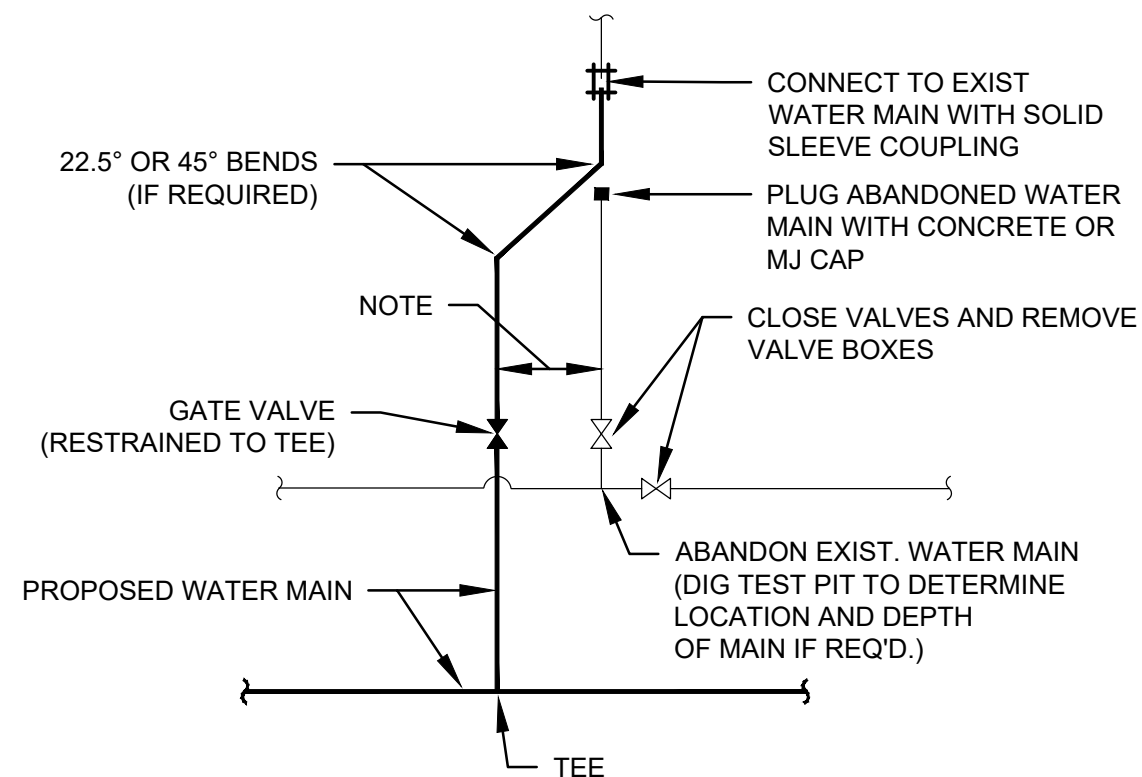 CONNECT TO EXIST
WATER MAIN WITH SOLID
SLEEVE COUPLING
22.5° OR 45° BENDS
(IF REQUIRED)
PLUG ABANDONED WATER
MAIN WITH CONCRETE OR
MJ CAP
NOTE
CLOSE VALVES AND REMOVE
VALVE BOXES
GATE VALVE
(RESTRAINED TO TEE)
ABANDON EXIST. WATER MAIN
(DIG TEST PIT TO DETERMINE
LOCATION AND DEPTH
OF MAIN IF REQ'D.)
PROPOSED WATER MAIN
TEE